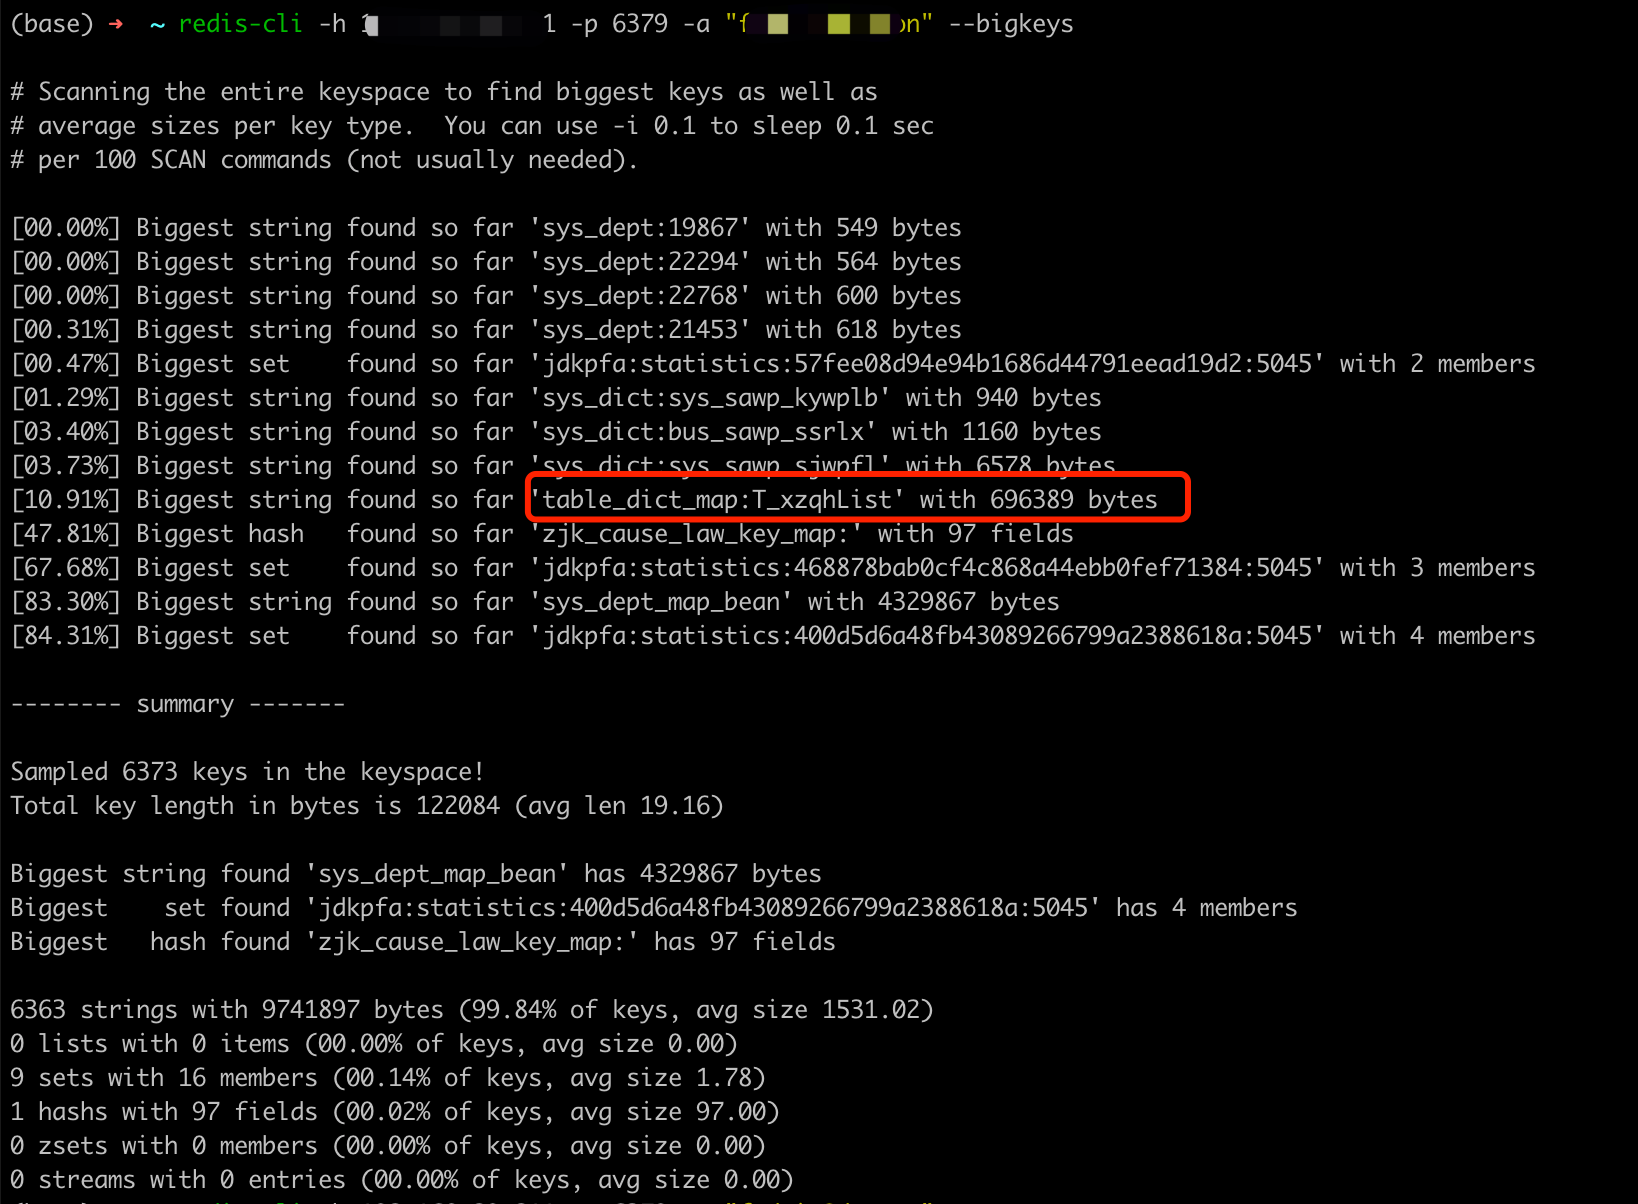 (base) ➜  ~ redis-cli -h 1 1 -p 6379 -a "f on" --bigkeys
# Scanning the entire keyspace to find biggest keys as well as
# average sizes per key type.  You can use -i 0.1 to sleep 0.1 sec
# per 100 SCAN commands (not usually needed).
[00.00%] Biggest string found so far 'sys_dept:19867' with 549 bytes
[00.00%] Biggest string found so far 'sys_dept:22294' with 564 bytes
[00.00%] Biggest string found so far 'sys_dept:22768' with 600 bytes
[00.31%] Biggest string found so far 'sys_dept:21453' with 618 bytes
[00.47%] Biggest set    found so far 'jdkpfa:statistics:57fee08d94e94b1686d44791eead19d2:5045' with 2 members
[01.29%] Biggest string found so far 'sys_dict:sys_sawp_kywplb' with 940 bytes
[03.40%] Biggest string found so far 'sys_dict:bus_sawp_ssrlx' with 1160 bytes
[03.73%] Biggest string found so far 'sys_dict:sys_sawp_sjwpfl' with 6578 bytes
[10.91%] Biggest string found so far 'table_dict_map:T_xzqhList' with 696389 bytes
[47.81%] Biggest hash   found so far 'zjk_cause_law_key_map:' with 97 fields
[67.68%] Biggest set    found so far 'jdkpfa:statistics:468878bab0cf4c868a44ebb0fef71384:5045' with 3 members
[83.30%] Biggest string found so far 'sys_dept_map_bean' with 4329867 bytes
[84.31%] Biggest set    found so far 'jdkpfa:statistics:400d5d6a48fb43089266799a2388618a:5045' with 4 members
-------- summary -------
Sampled 6373 keys in the keyspace!
Total key length in bytes is 122084 (avg len 19.16)
Biggest string found 'sys_dept_map_bean' has 4329867 bytes
Biggest    set found 'jdkpfa:statistics:400d5d6a48fb43089266799a2388618a:5045' has 4 members
Biggest   hash found 'zjk_cause_law_key_map:' has 97 fields
6363 strings with 9741897 bytes (99.84% of keys, avg size 1531.02)
0 lists with 0 items (00.00% of keys, avg size 0.00)
9 sets with 16 members (00.14% of keys, avg size 1.78)
1 hashs with 97 fields (00.02% of keys, avg size 97.00)
0 zsets with 0 members (00.00% of keys, avg size 0.00)
0 streams with 0 entries (00.00% of keys, avg size 0.00)